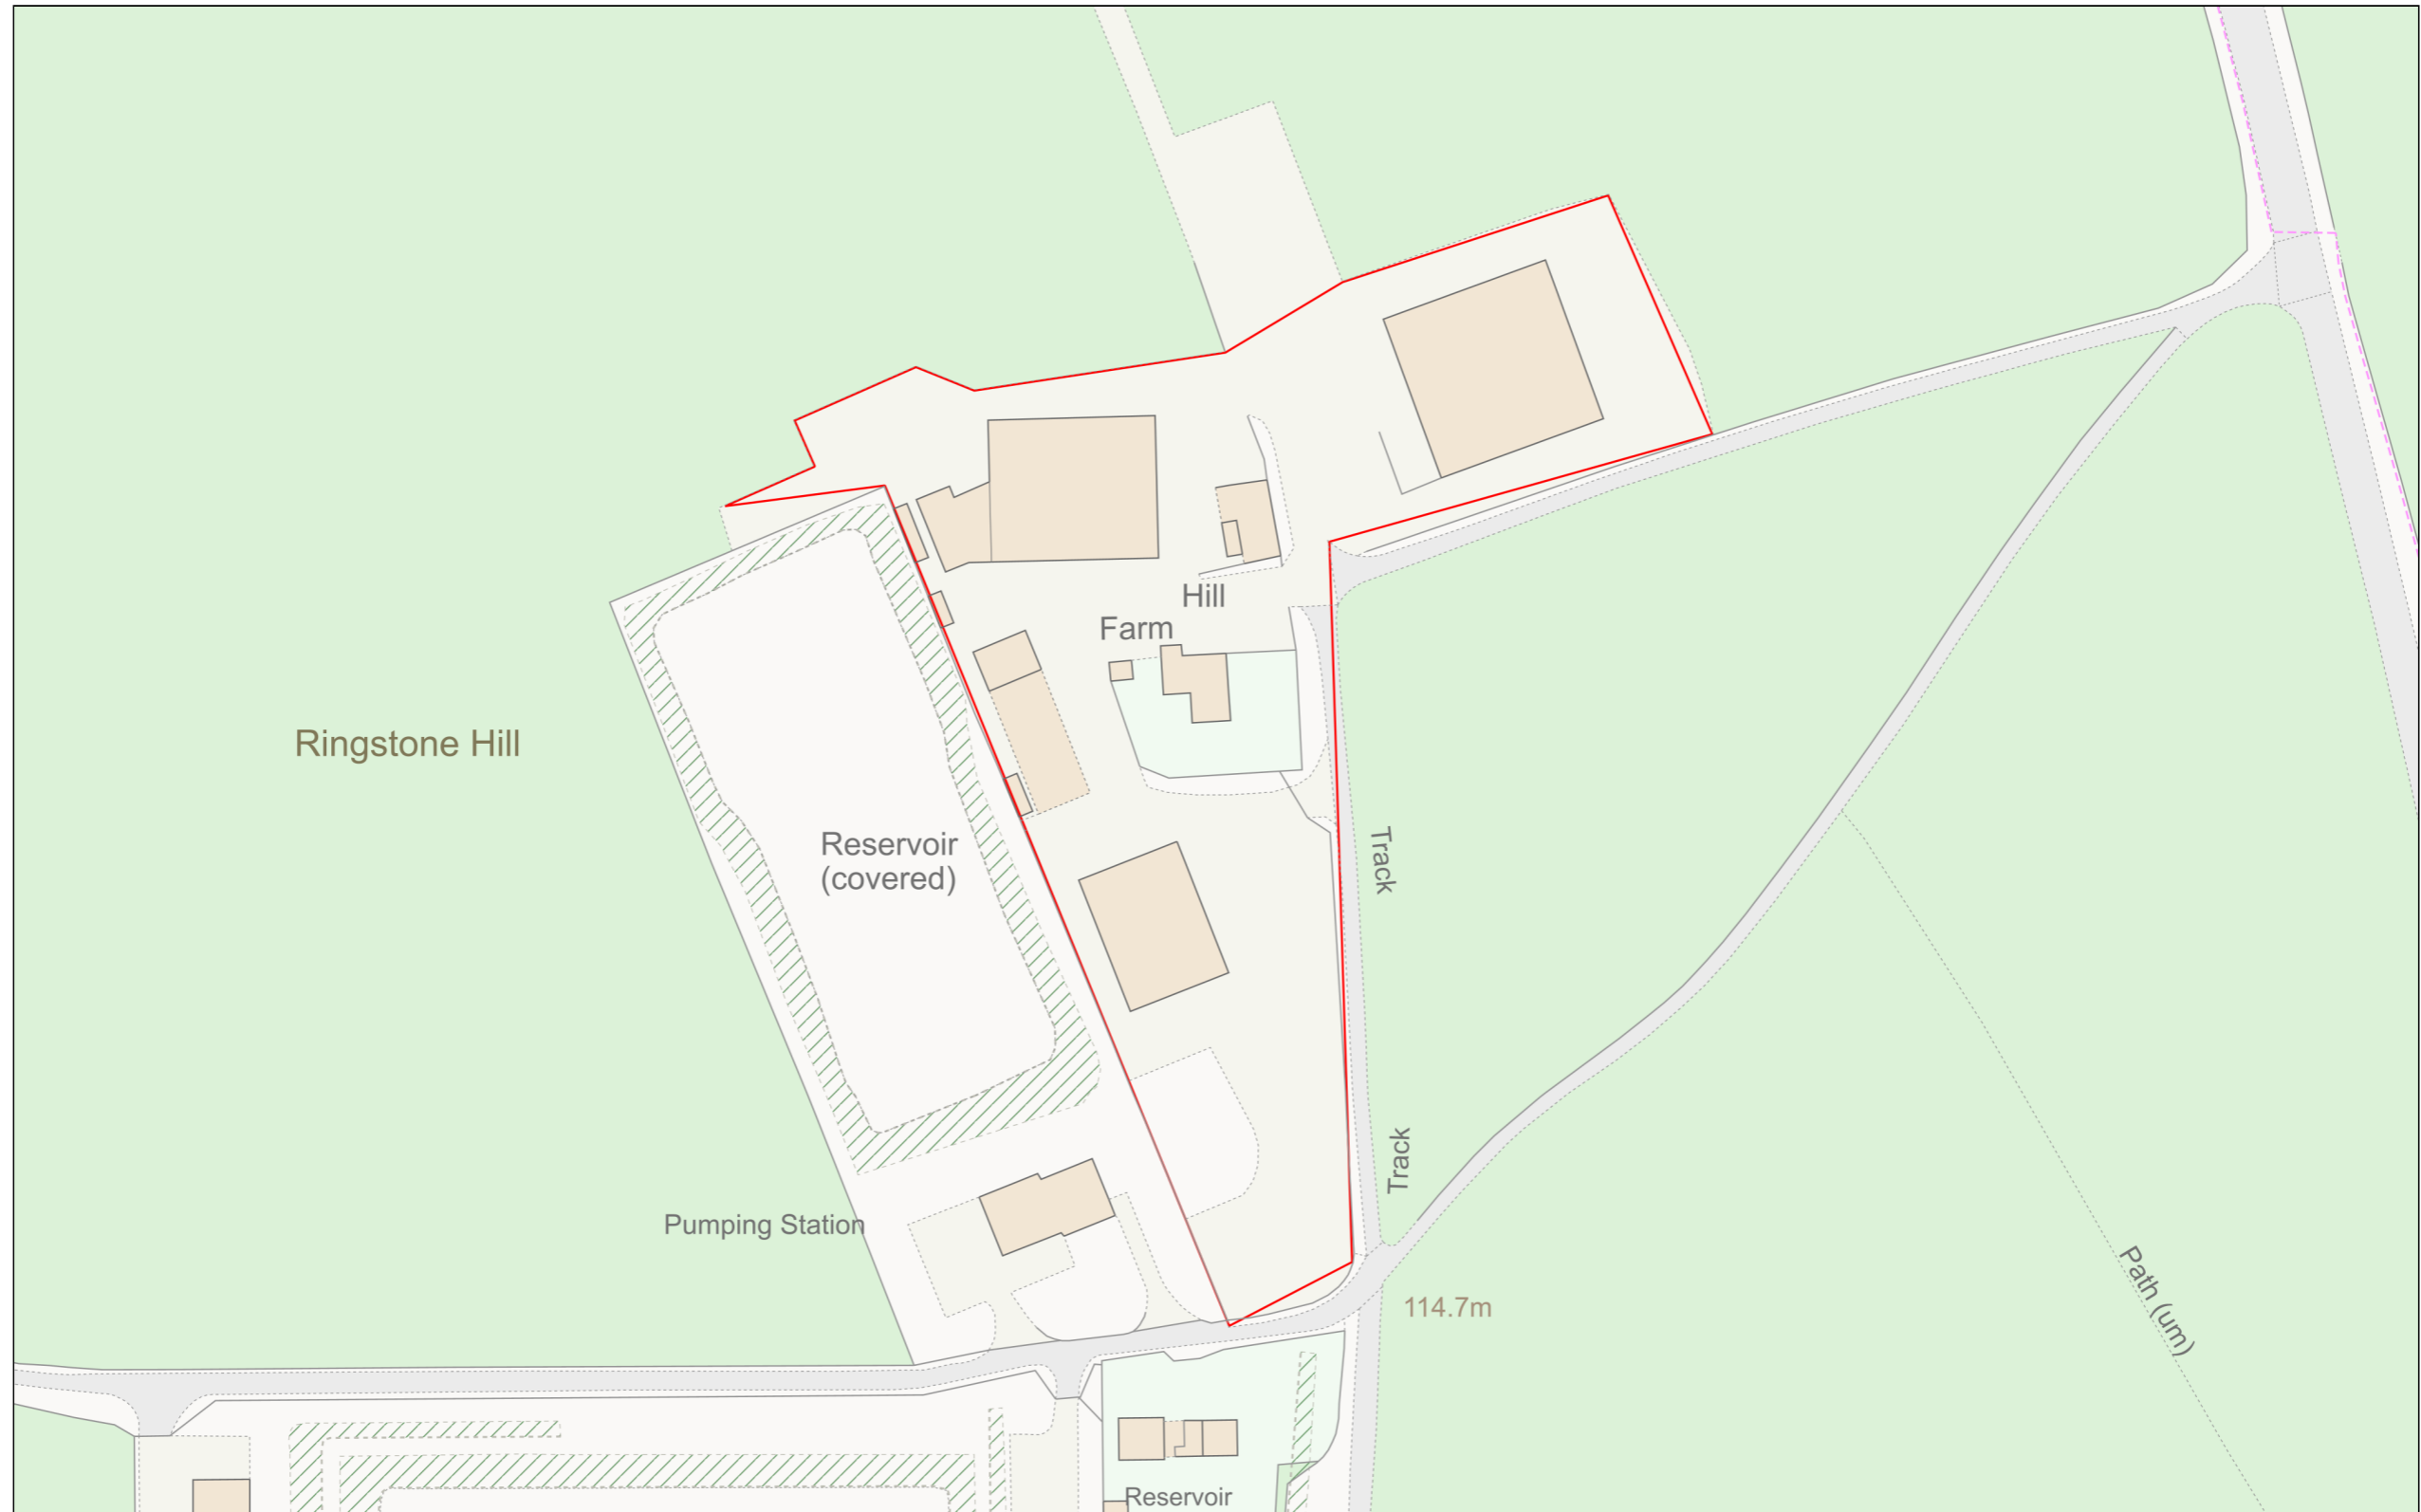 Hill
Farm
Ringstone Hill
Reservoir
(covered)
Track
Track
Pumping Station
114.7m
Path (um)
Reservoir